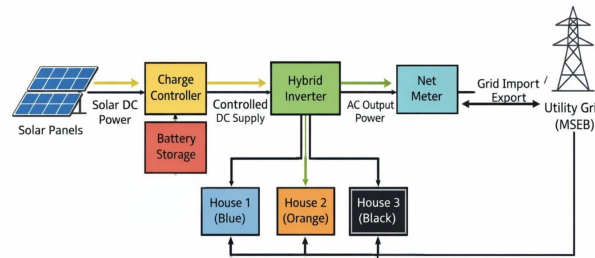 Solar Panels
Solar DC
Power
Charge
Controller
Battery
Storage
Controlled
DC Supply
Hybrid
Inverter
AC Output
Power
Net
Meter
Grid Import /
Export
Utility Gri
(MSEB)
House 1
(Blue)
House 2
(Orange)
House 3
(Black)